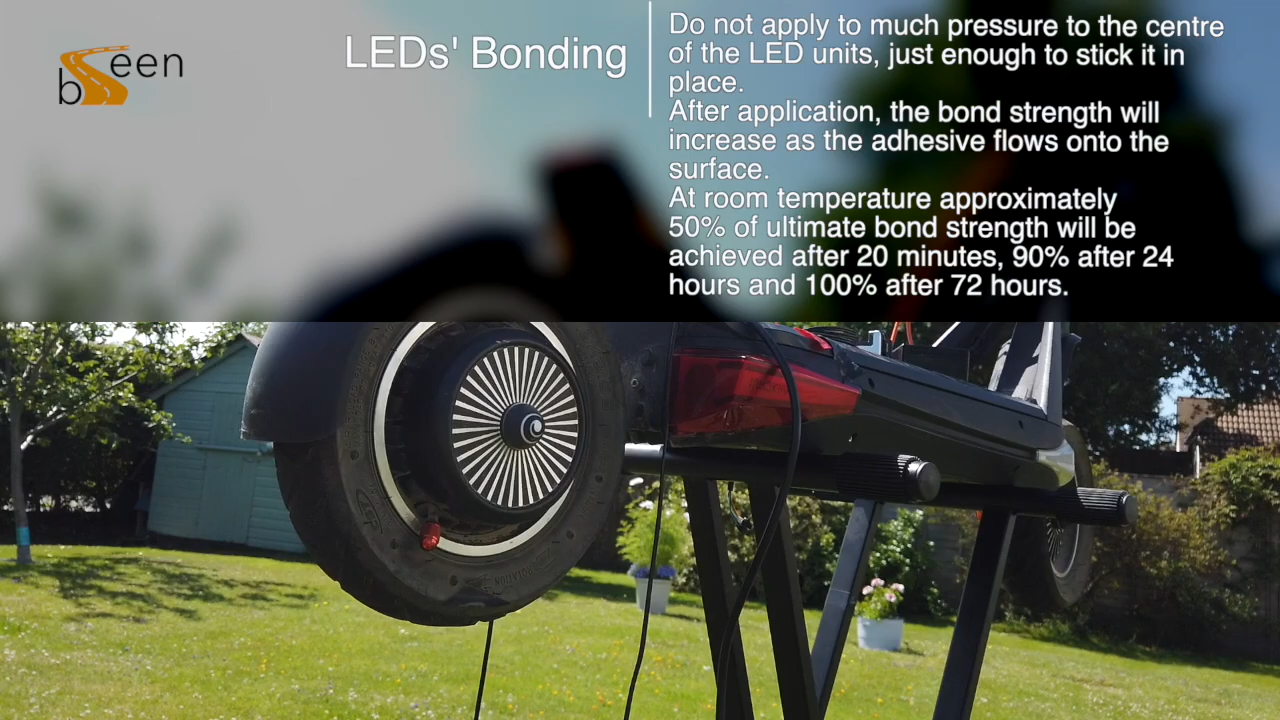 b seen
LEDs' Bonding
Do not apply to much pressure to the centre
of the LED units, just enough to stick it in
place.
After application, the bond strength will
increase as the adhesive flows onto the
surface.
At room temperature approximately
50% of ultimate bond strength will be
achieved after 20 minutes, 90% after 24
hours and 100% after 72 hours.
ROTATION